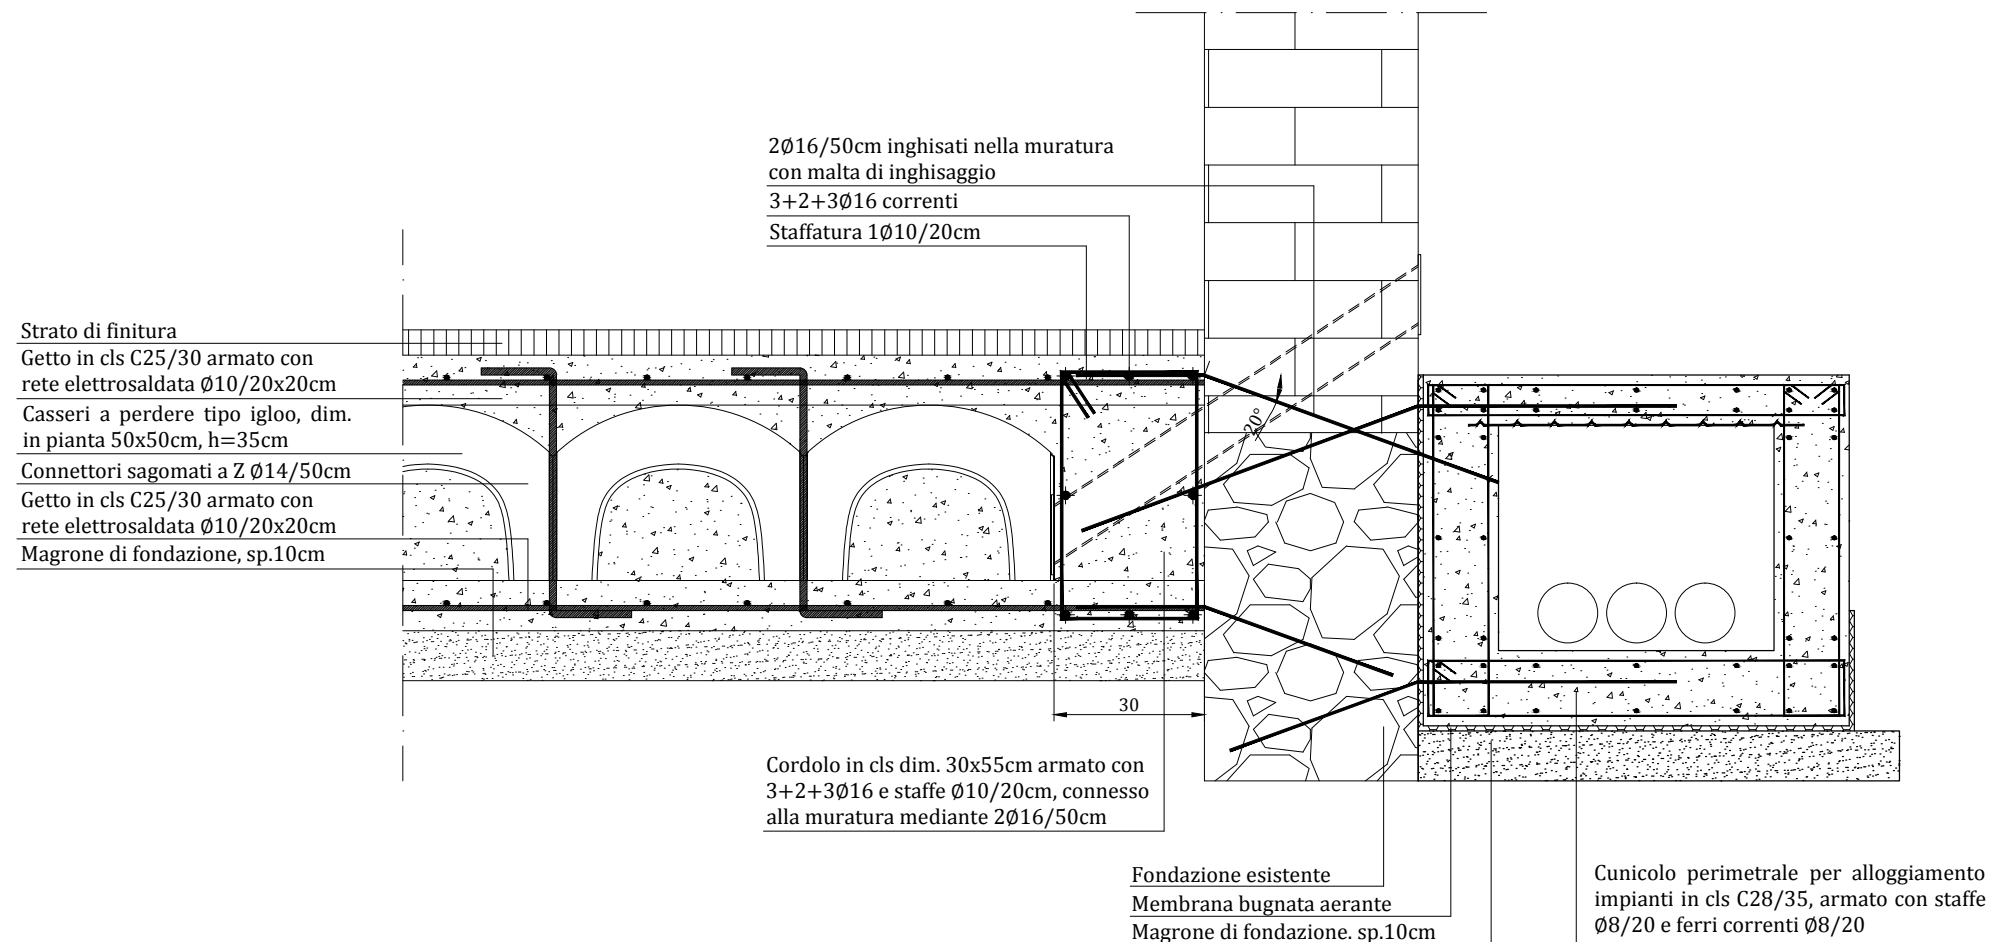 2Ø16/50cm inghisati nella muratura
con malta di inghisaggio
3+2+3Ø16 correnti
Staffatura 1Ø10/20cm
Strato di finitura
Getto in cls C25/30 armato con
rete elettrosaldata Ø10/20x20cm
Casseri a perdere tipo igloo, dim.
in pianta 50x50cm, h=35cm
Connettori sagomati a Z Ø14/50cm
Getto in cls C25/30 armato con
rete elettrosaldata Ø10/20x20cm
Magrone di fondazione, sp.10cm
20°
30
Cordolo in cls dim. 30x55cm armato con
3+2+3Ø16 e staffe Ø10/20cm, connesso
alla muratura mediante 2Ø16/50cm
Fondazione esistente
Membrana bugnata aerante
Magrone di fondazione. sp.10cm
Cunicolo perimetrale per alloggiamento
impianti in cls C28/35, armato con staffe
Ø8/20 e ferri correnti Ø8/20